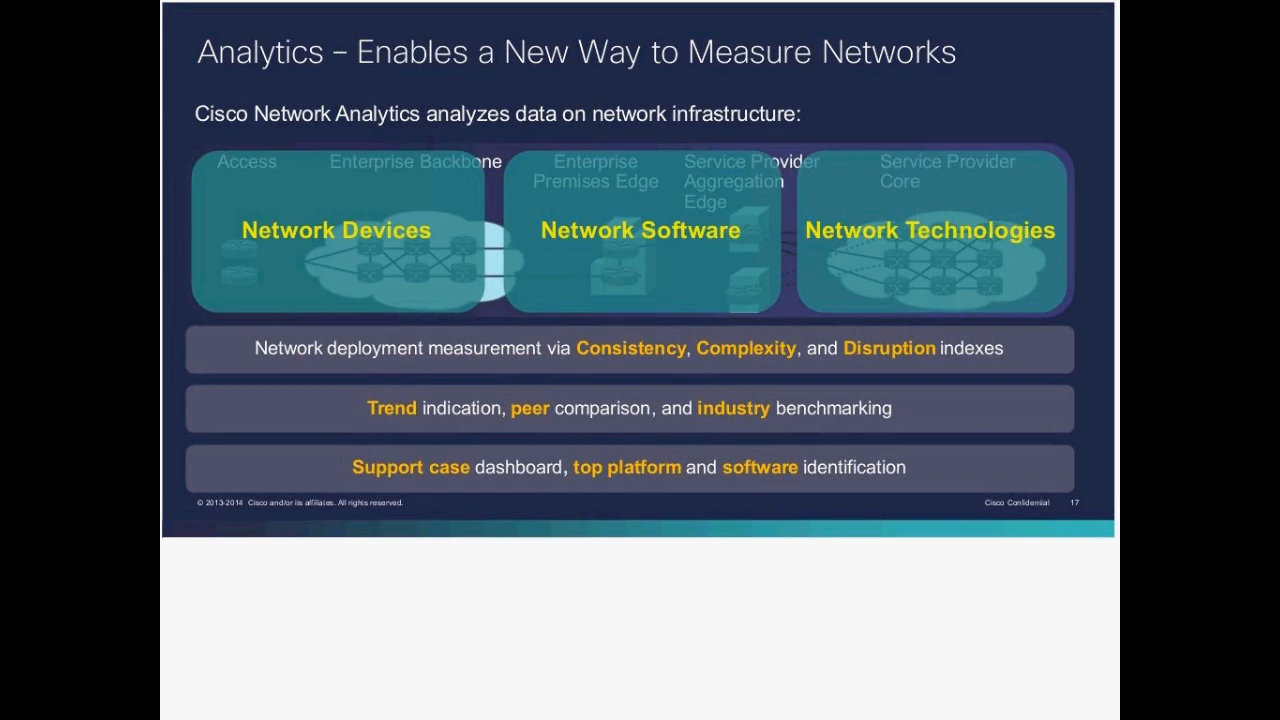 Analytics – Enables a New Way to Measure Networks
Cisco Network Analytics analyzes data on network infrastructure:
Access
Enterprise Backbone
Enterprise
Premises Edge
Service Provider
Aggregation
Edge
Service Provider
Core
Network Devices
Network Software
Network Technologies
Network deployment measurement via Consistency, Complexity, and Disruption indexes
Trend indication, peer comparison, and industry benchmarking
Support case dashboard, top platform and software identification
© 2013-2014 Cisco and/or its affiliates. All rights reserved.
Cisco Confidential
17